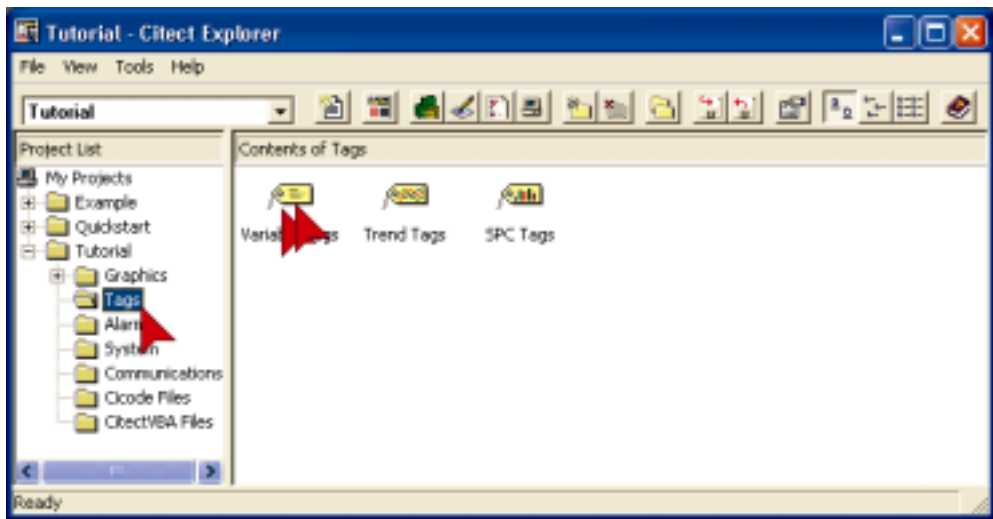 Tutorial - Citect Explorer
File View Tools Help
Tutorial
Project List
Contents of Tags
My Projects
Example
Quickstart
Tutorial
Graphics
Tags
System
Communications
Cicode Files
CitectVBA Files
Trend Tags
SPC Tags
Ready